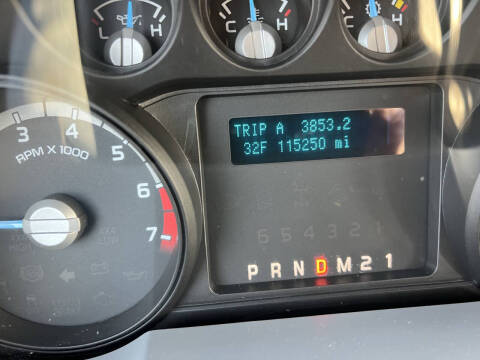 L H
C H
E
3 4 5 6 7
RPM X 1000
TRIP A 3853.2
32F 115250 mi
6 5 4 3 2 1
P R N D M 2 1